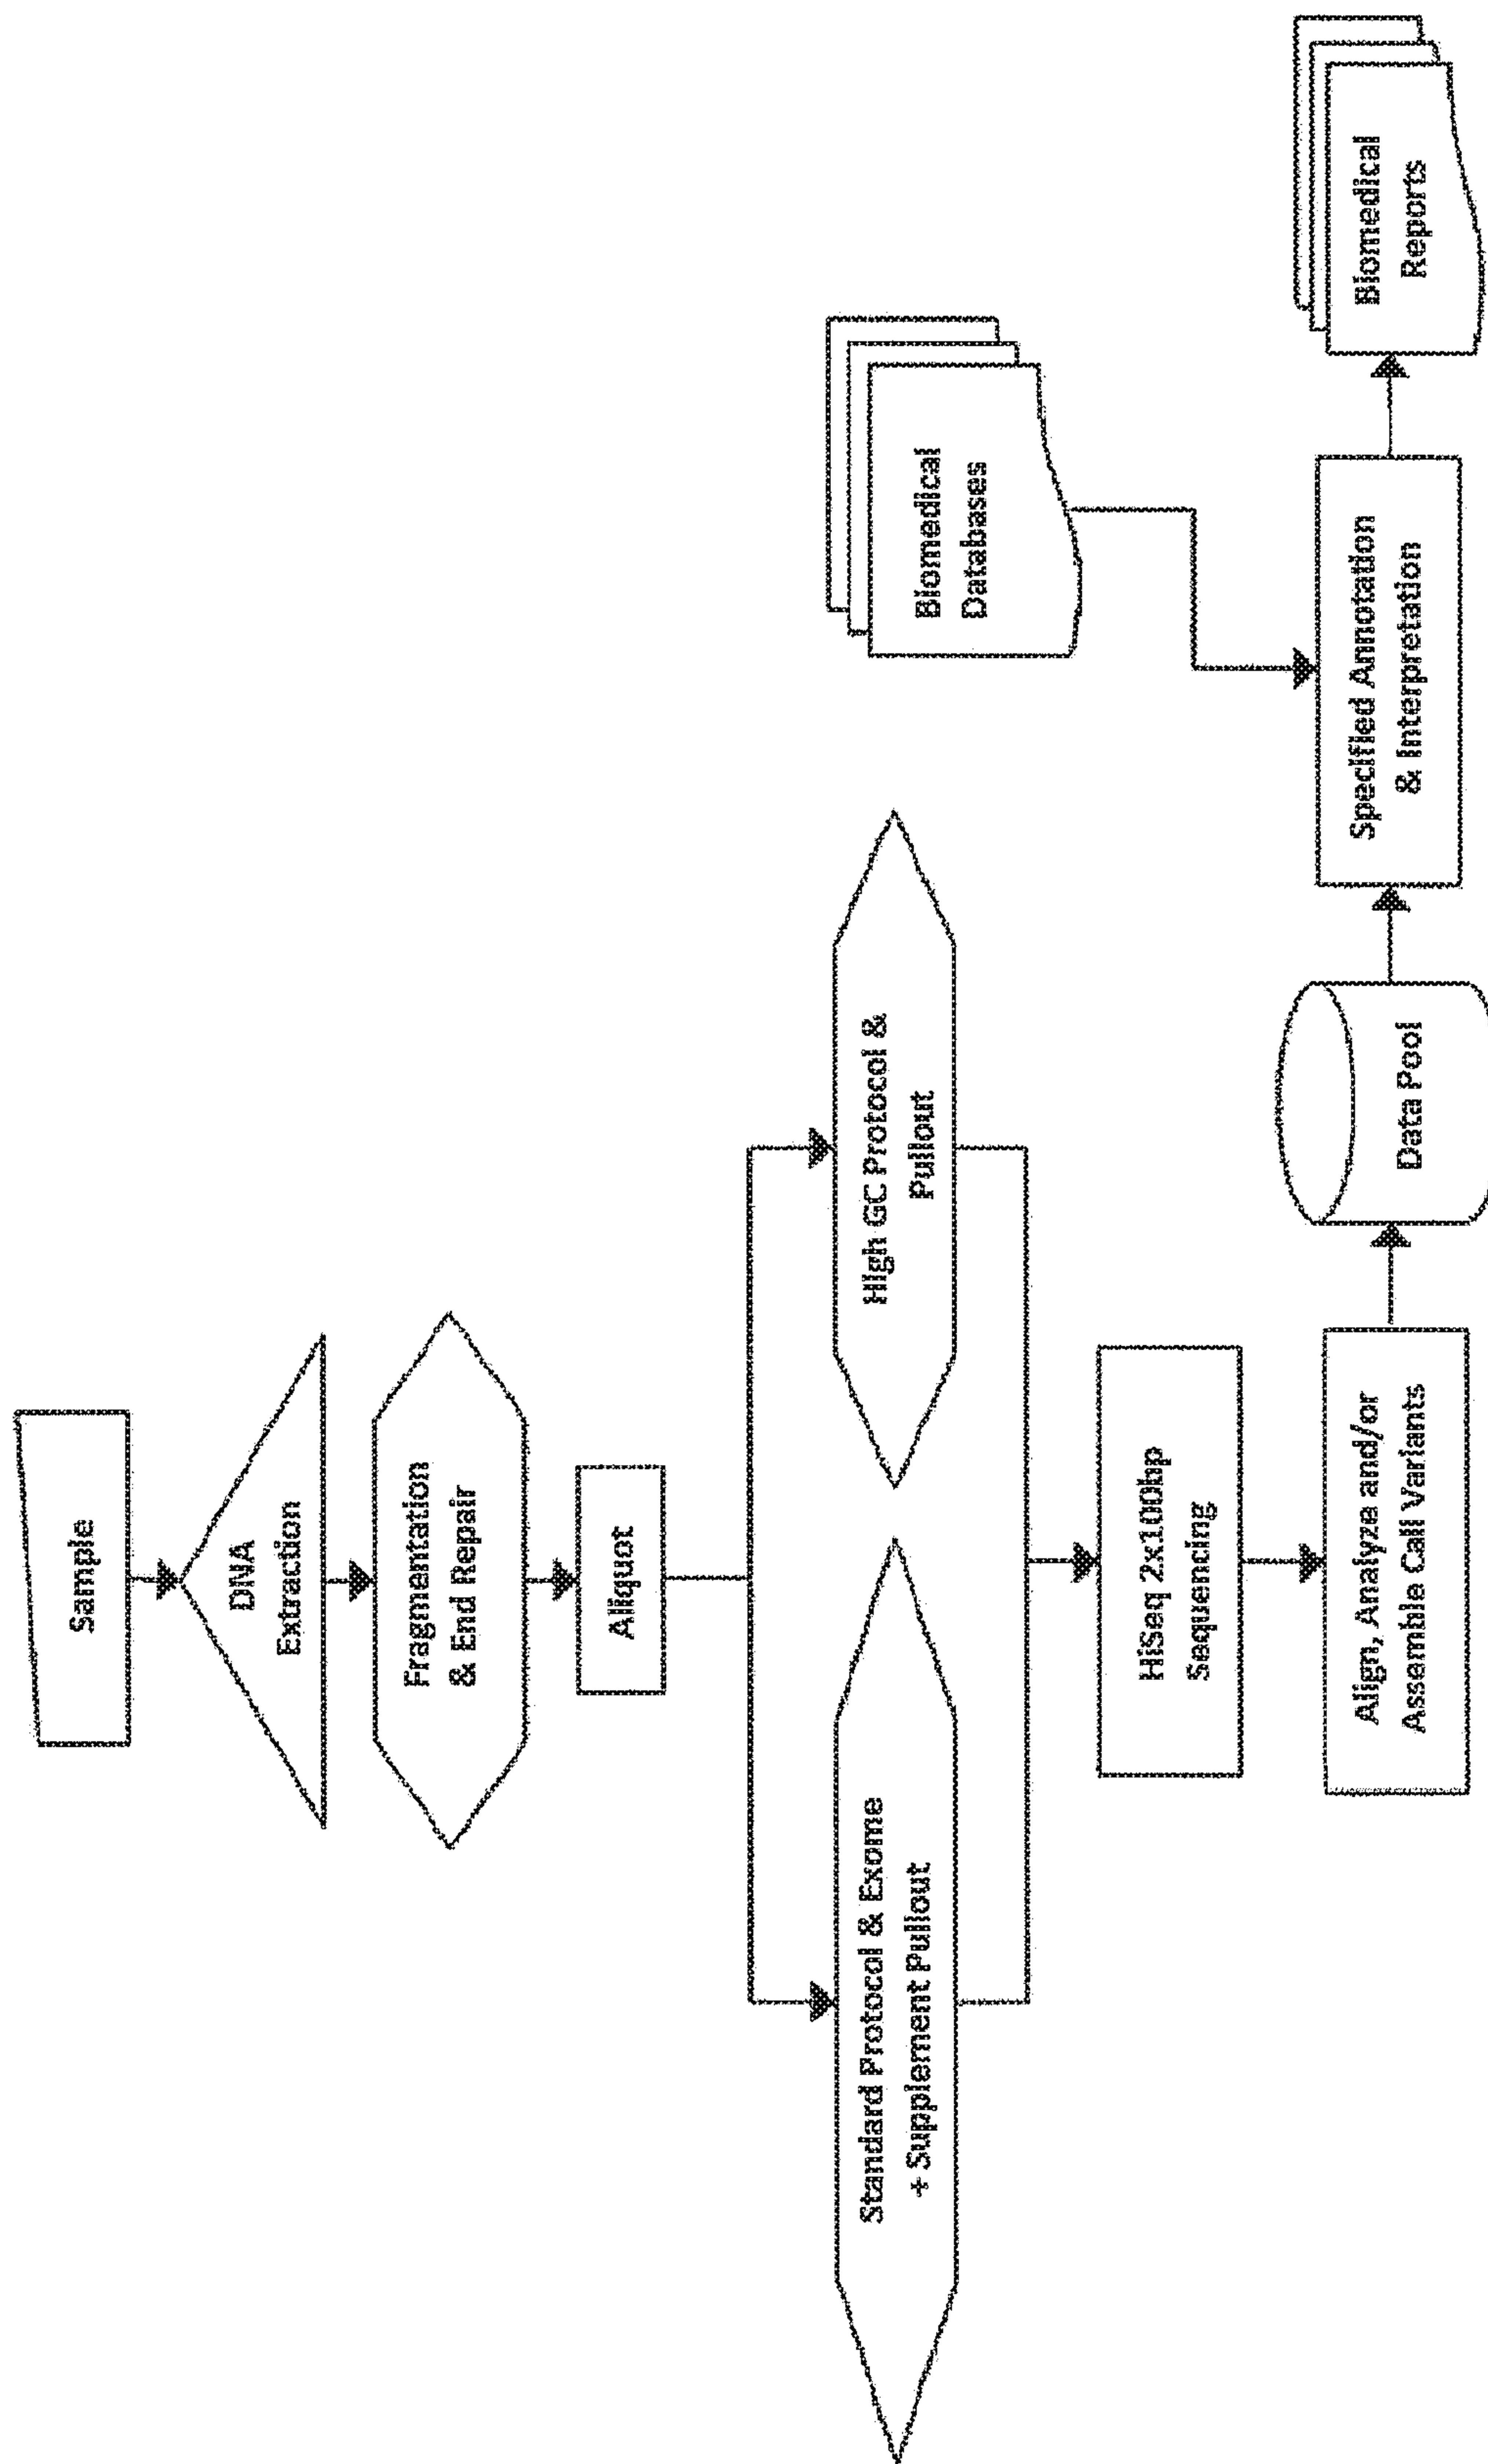 Sample
DNA
Extraction
Fragmentation
& End Repair
Aliquot
Standard Protocol & Exome
+ Supplement Pullout
High GC Protocol &
Pullout
HiSeq 2x100bp
Sequencing
Align, Analyze and/or
Assemble Call Variants
Data Pool
Biomedical
Databases
Specified Annotation
& Interpretation
Biomedical
Reports